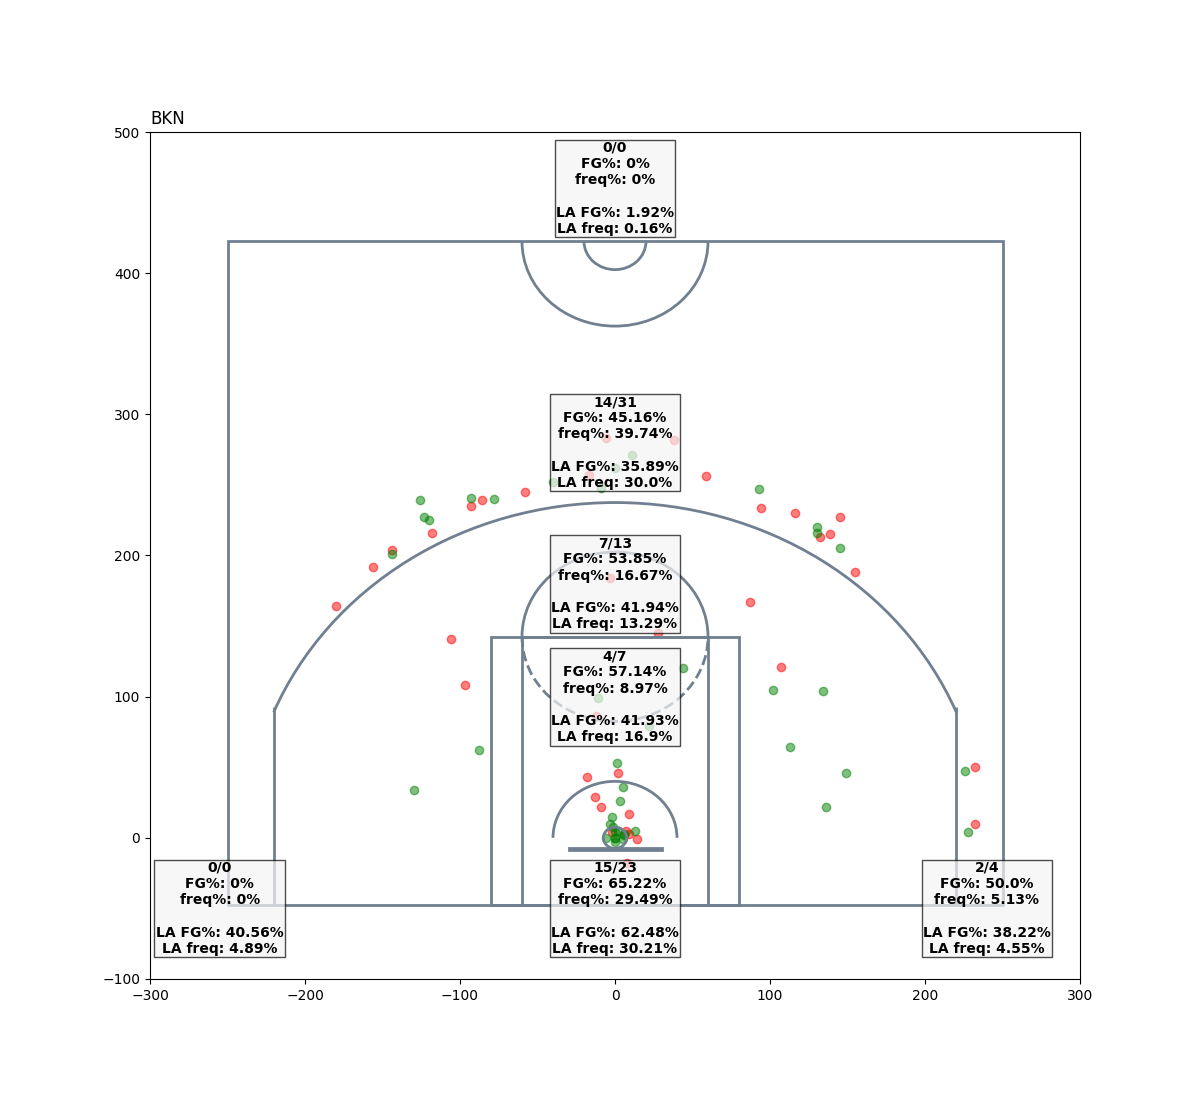 BKN
500
0/0
FG%: 0%
freq%: 0%
LA FG%: 1.92%
LA freq: 0.16%
400
300
14/31
FG%: 45.16%
freq%: 39.74%
LA FG%: 35.89%
LA freq: 30.0%
200
7/13
FG%: 53.85%
freq%: 16.67%
LA FG%: 41.94%
LA freq: 13.29%
4/7
FG%: 57.14%
freq%: 8.97%
LA FG%: 41.93%
LA freq: 16.9%
100
0
0/0
FG%: 0%
freq%: 0%
LA FG%: 40.56%
LA freq: 4.89%
15/23
FG%: 65.22%
freq%: 29.49%
LA FG%: 62.48%
LA freq: 30.21%
2/4
FG%: 50.0%
freq%: 5.13%
LA FG%: 38.22%
LA freq: 4.55%
−100
−300
−200
−100
0
100
200
300